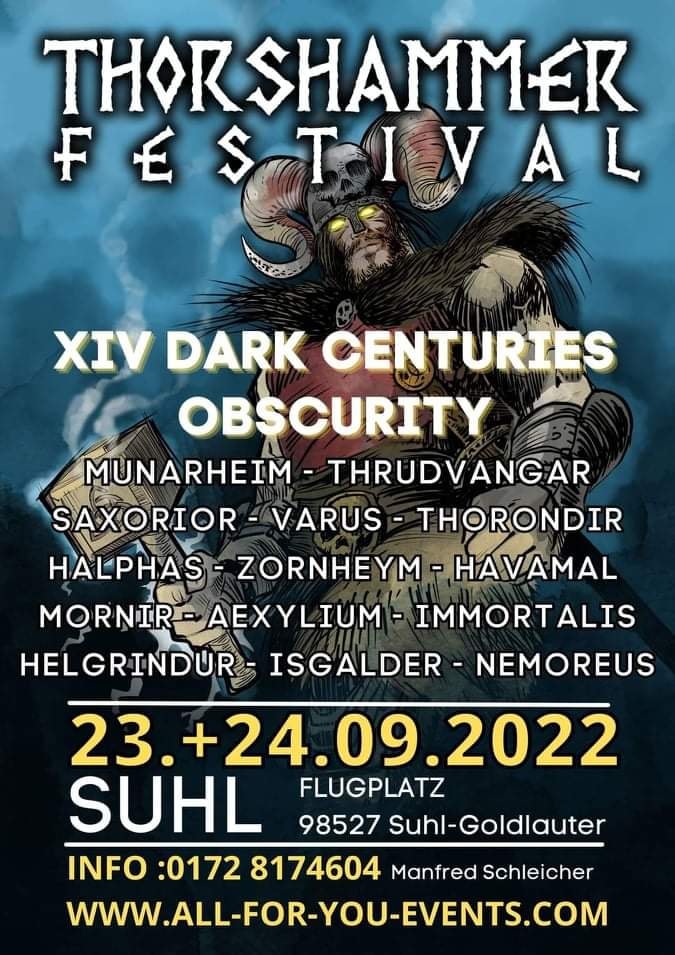 THORSHAMMER
FESTIVAL
XIV DARK CENTURIES
OBSCURITY
MUNARHEIM - THRUDVANGAR
SAXORIOR - VARUS - THORONDIR
HALPHAS - ZORNHEYM - HAVAMAL
MORNIR - AEXYLIUM - IMMORTALIS
HELGRINDUR - ISGALDER - NEMOREUS
23.+24.09.2022
SUHL
FLUGPLATZ
98527 Suhl-Goldlauter
INFO :0172 8174604 Manfred Schleicher
WWW.ALL-FOR-YOU-EVENTS.COM